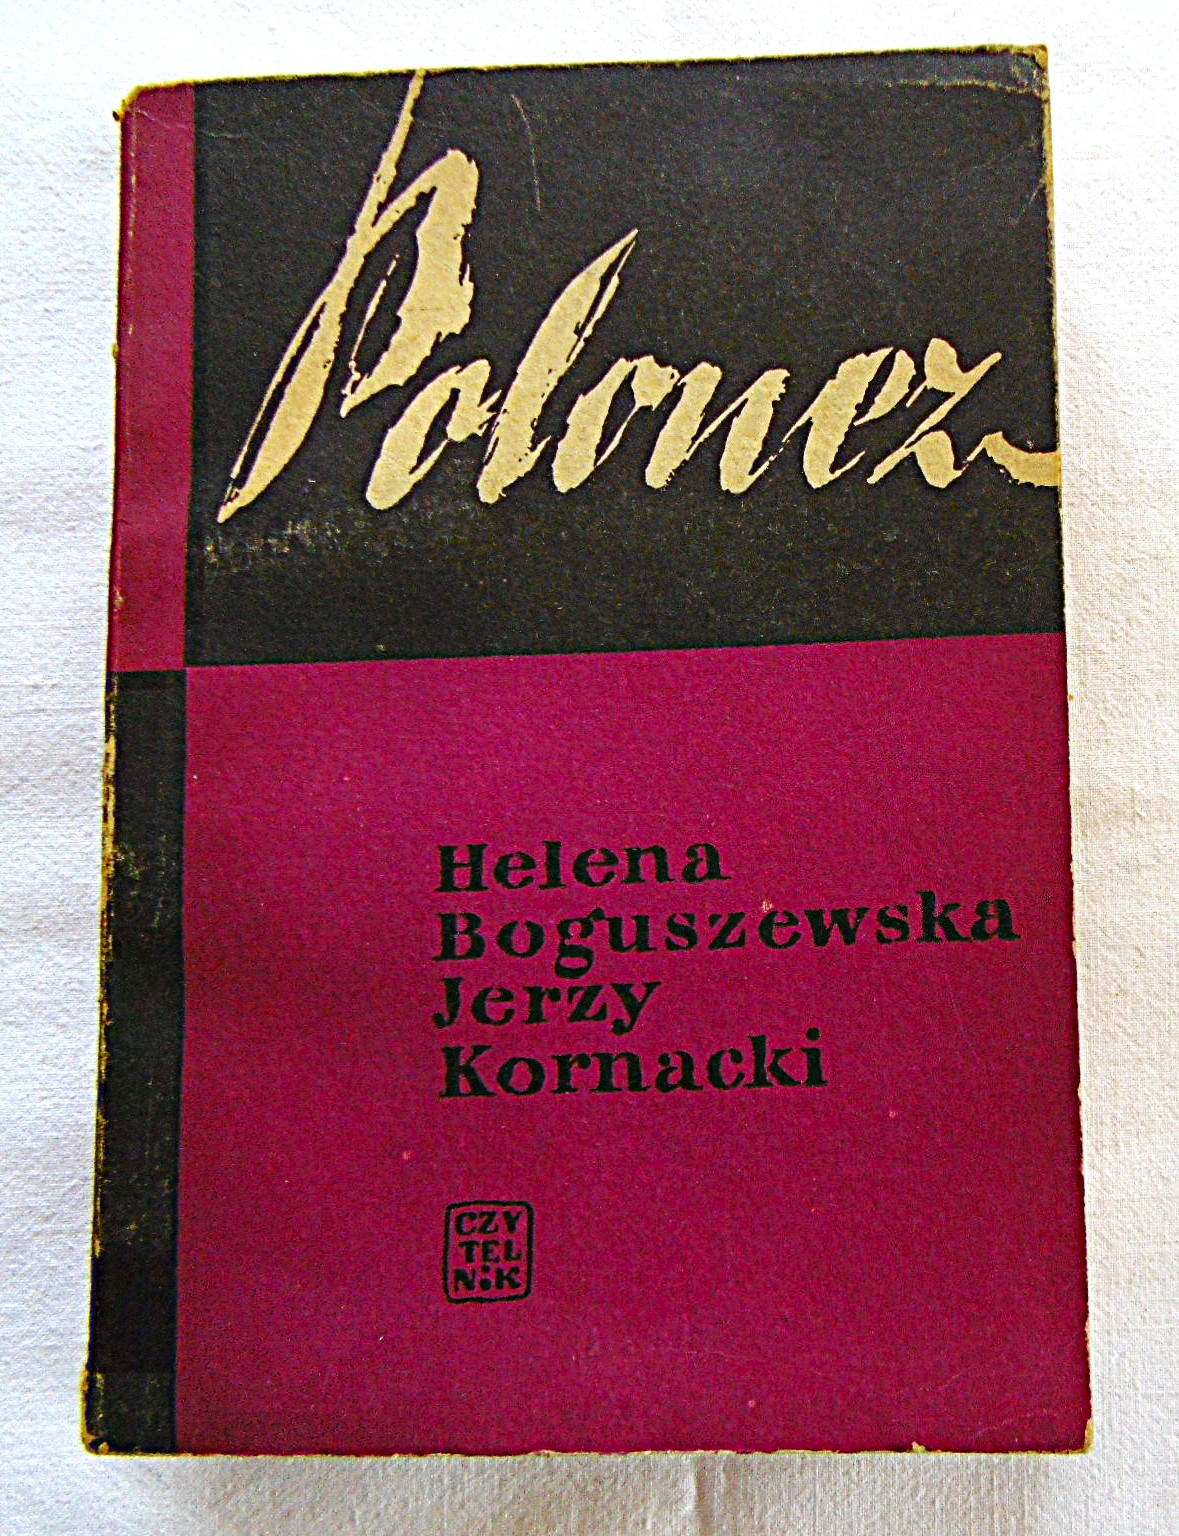 Polonez
Helena
Boguszewska
Jerzy
Kornacki
CZY
TEL
NiK